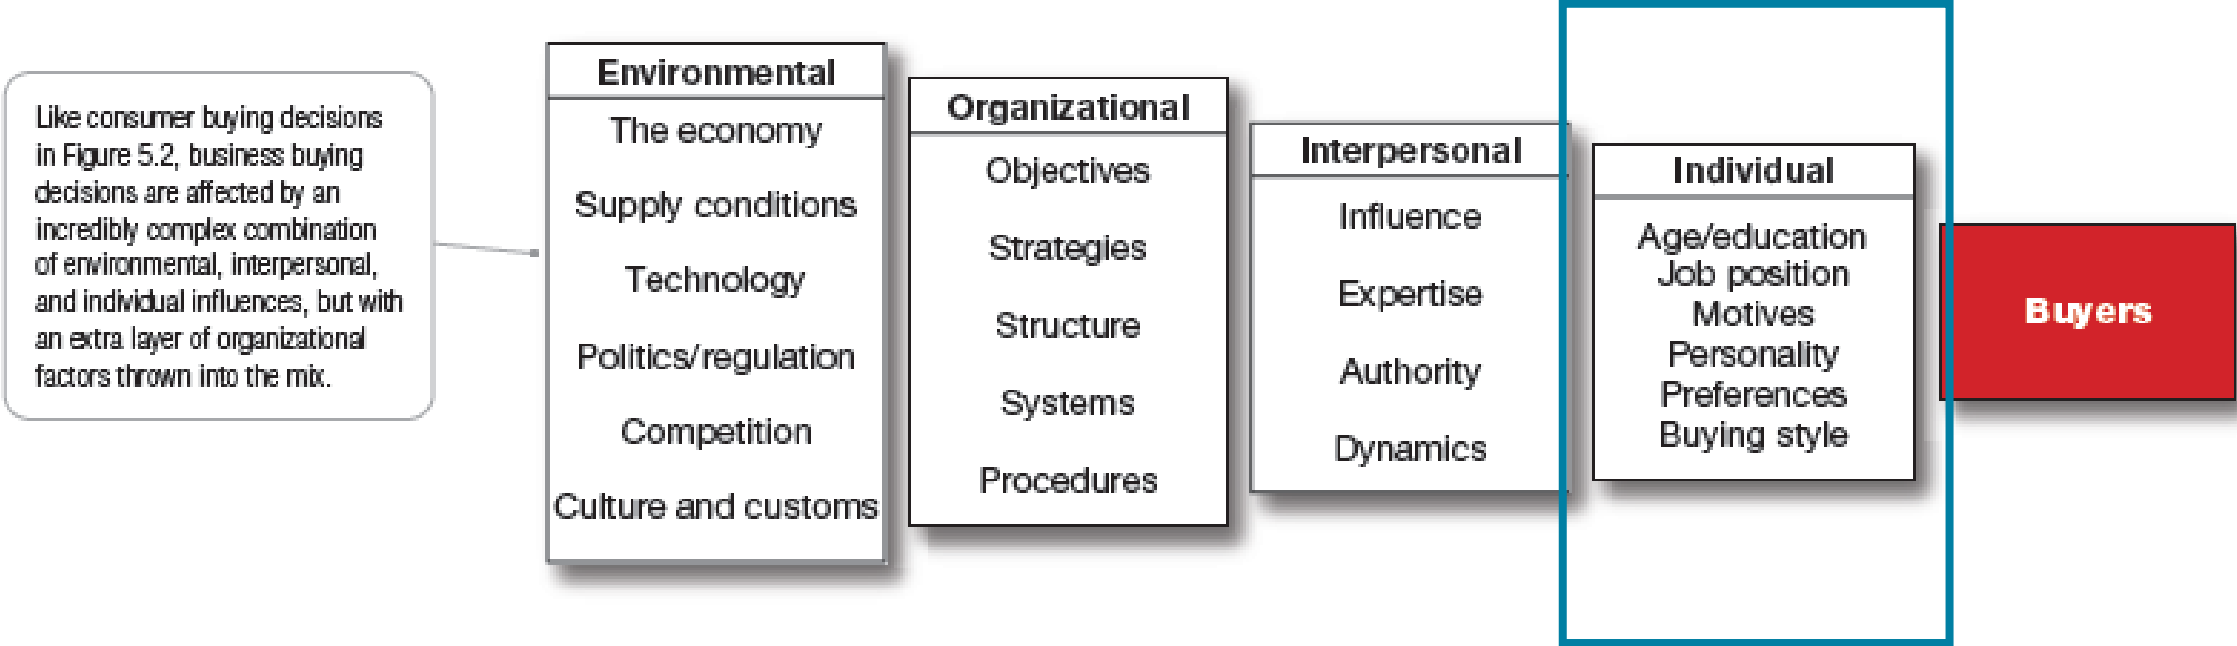 Like consumer buying decisions
in Figure 5.2, business buying
decisions are affected by an
incredibly complex combination
of environmental, interpersonal,
and individual influences, but with
an extra layer of organizational
factors thrown into the mix.
Environmental
The economy
Supply conditions
Technology
Politics/regulation
Competition
Culture and customs
Organizational
Objectives
Strategies
Structure
Systems
Procedures
Interpersonal
Influence
Expertise
Authority
Dynamics
Individual
Age/education
Job position
Motives
Personality
Preferences
Buying style
Buyers